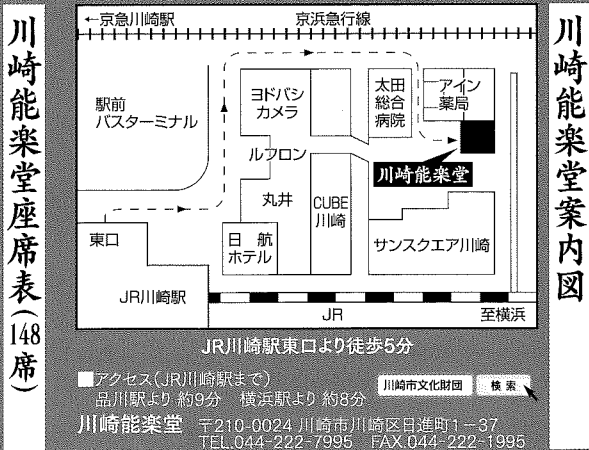 川崎能楽堂案内図
←京急川崎駅
京浜急行線
駅前
バスターミナル
ヨドバシ
カメラ
太田
総合
病院
アイン
薬局
ルフロン
川崎能楽堂
丸井
CUBE
川崎
東口
日航
ホテル
サンスクエア川崎
JR川崎駅
JR
至横浜
JR川崎駅東口より徒歩5分
■アクセス(JR川崎駅まで)
品川駅より 約9分 横浜駅より 約8分
川崎市文化財団 検索
川崎能楽堂 〒210-0024 川崎市川崎区日進町1-37
TEL.044-222-7995 FAX.044-222-1995
川崎能楽堂座席表(148席)